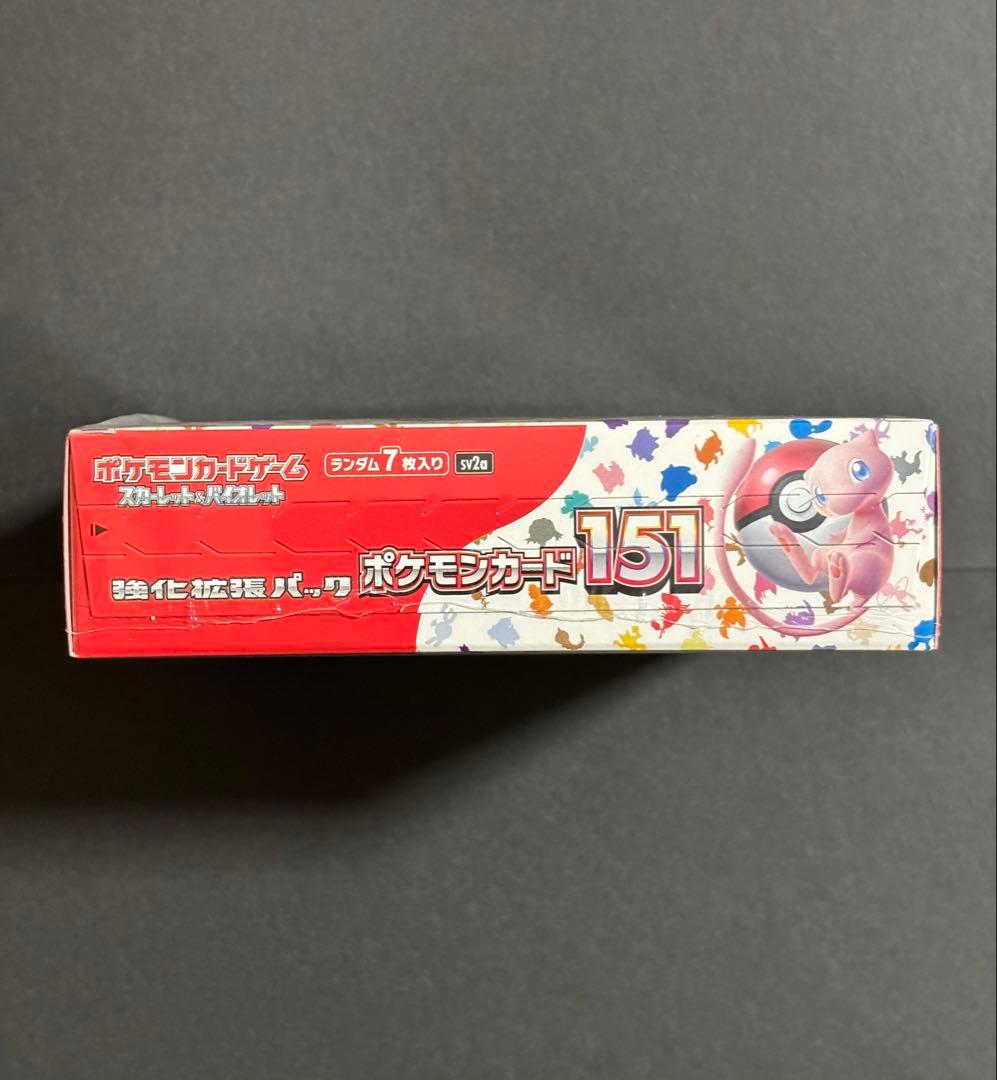 ポケモンカードゲーム
スカーレット&バイオレット
ランダム7枚入り
sv2a
強化拡張パック
ポケモンカード151